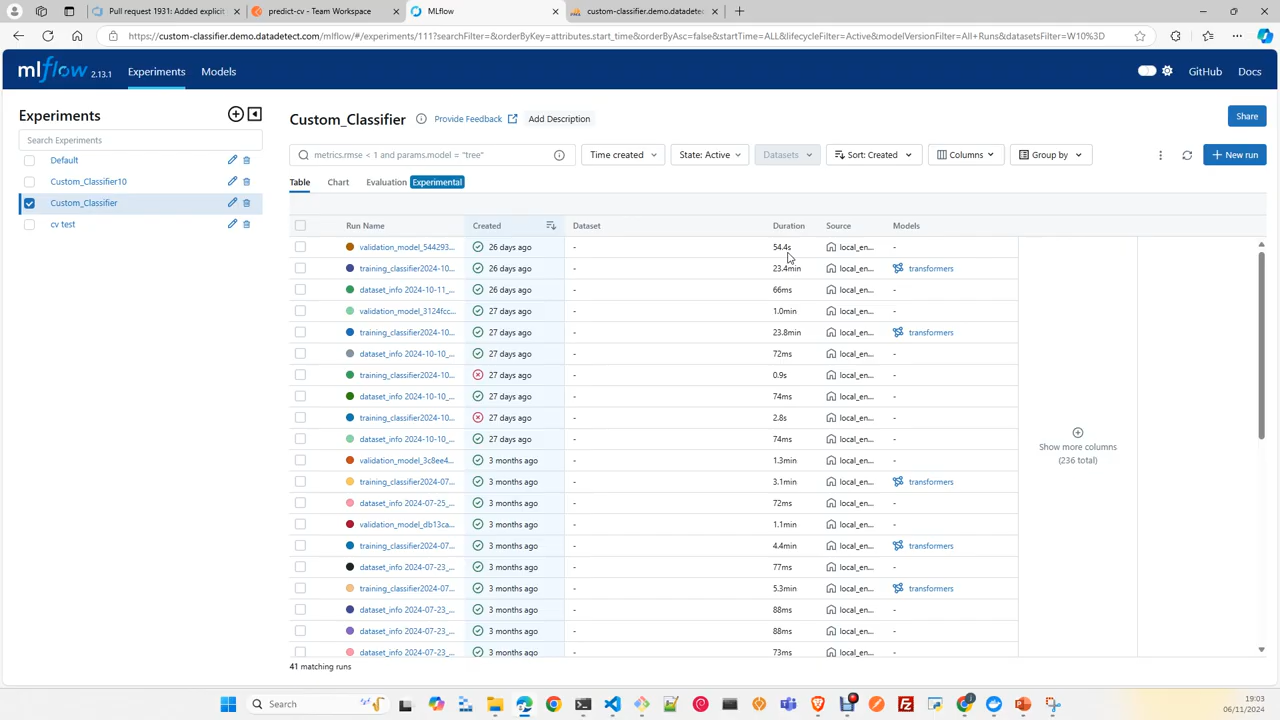 Pull request 1931: Added explicit
predict-cv - My Workspace
MLflow
custom-classifier.demo.datadetec
https://custom-classifier.demo.datadetect.com/mlflow/#/experiments/111?searchFilter=&orderByKey=attributes.start_time&orderByAsc=false&startTime=ALL&lifecycleFilter=Active&modelVersionFilter=All+Runs&datasetsFilter=W10%3D
mlflow 2.13.1 Experiments Models GitHub Docs
Experiments
Search Experiments
Default
Custom_Classifier10
Custom_Classifier
cv test
Custom_Classifier Provide Feedback Add Description Share
metrics.rmse < 1 and params.model = "tree" Time created State: Active Datasets Sort: Created Columns Group by New run
Table Chart Evaluation Experimental
Run Name Created Dataset Duration Source Models
validation_model_544293... 26 days ago - 54.4s local_en... -
training_classifier2024-10... 26 days ago - 23.4min local_en... transformers
dataset_info 2024-10-11_... 26 days ago - 66ms local_en... -
validation_model_3124fcc... 27 days ago - 1.0min local_en... -
training_classifier2024-10... 27 days ago - 23.8min local_en... transformers
dataset_info 2024-10-10_... 27 days ago - 72ms local_en... -
training_classifier2024-10... 27 days ago - 0.9s local_en... -
dataset_info 2024-10-10_... 27 days ago - 74ms local_en... -
training_classifier2024-10... 27 days ago - 2.8s local_en... -
dataset_info 2024-10-10_... 27 days ago - 74ms local_en... -
validation_model_3c8ee4... 3 months ago - 1.3min local_en... -
training_classifier2024-07... 3 months ago - 3.1min local_en... transformers
dataset_info 2024-07-25_... 3 months ago - 72ms local_en... -
validation_model_db13ca... 3 months ago - 1.1min local_en... -
training_classifier2024-07... 3 months ago - 4.4min local_en... transformers
dataset_info 2024-07-23_... 3 months ago - 77ms local_en... -
training_classifier2024-07... 3 months ago - 5.3min local_en... transformers
dataset_info 2024-07-23_... 3 months ago - 88ms local_en... -
dataset_info 2024-07-23_... 3 months ago - 88ms local_en... -
dataset_info 2024-07-23_... 3 months ago - 73ms local_en... -
Show more columns
(236 total)
41 matching runs
Search
19:03
06/11/2024